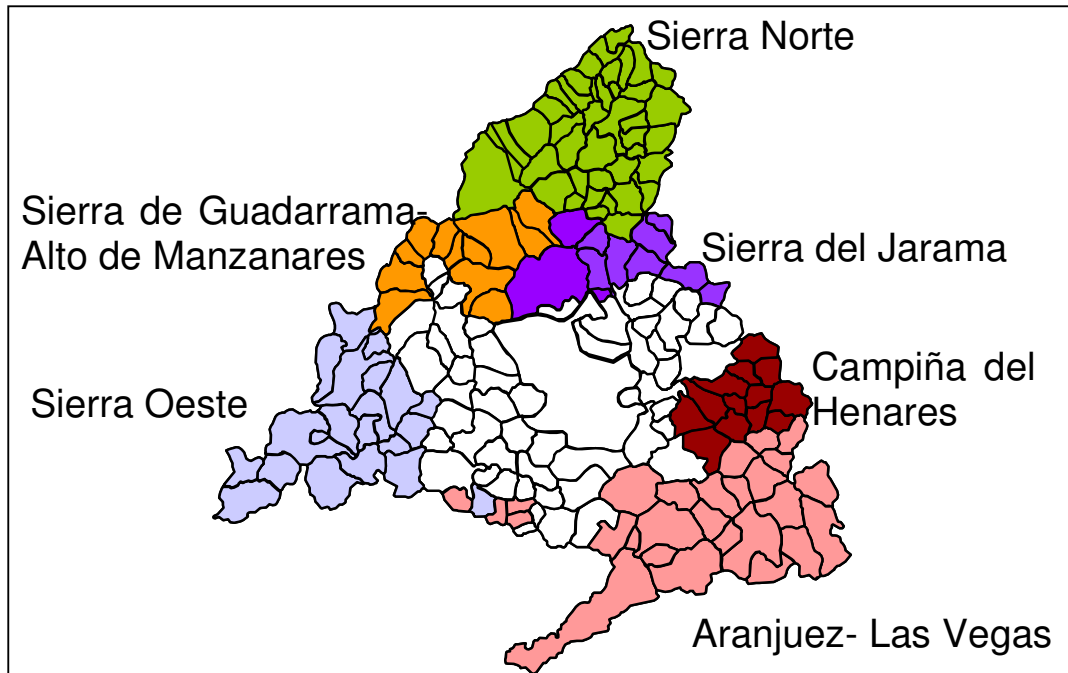 Sierra Norte
Sierra de Guadarrama-
Alto de Manzanares
Sierra del Jarama
Campiña del
Henares
Sierra Oeste
Aranjuez- Las Vegas